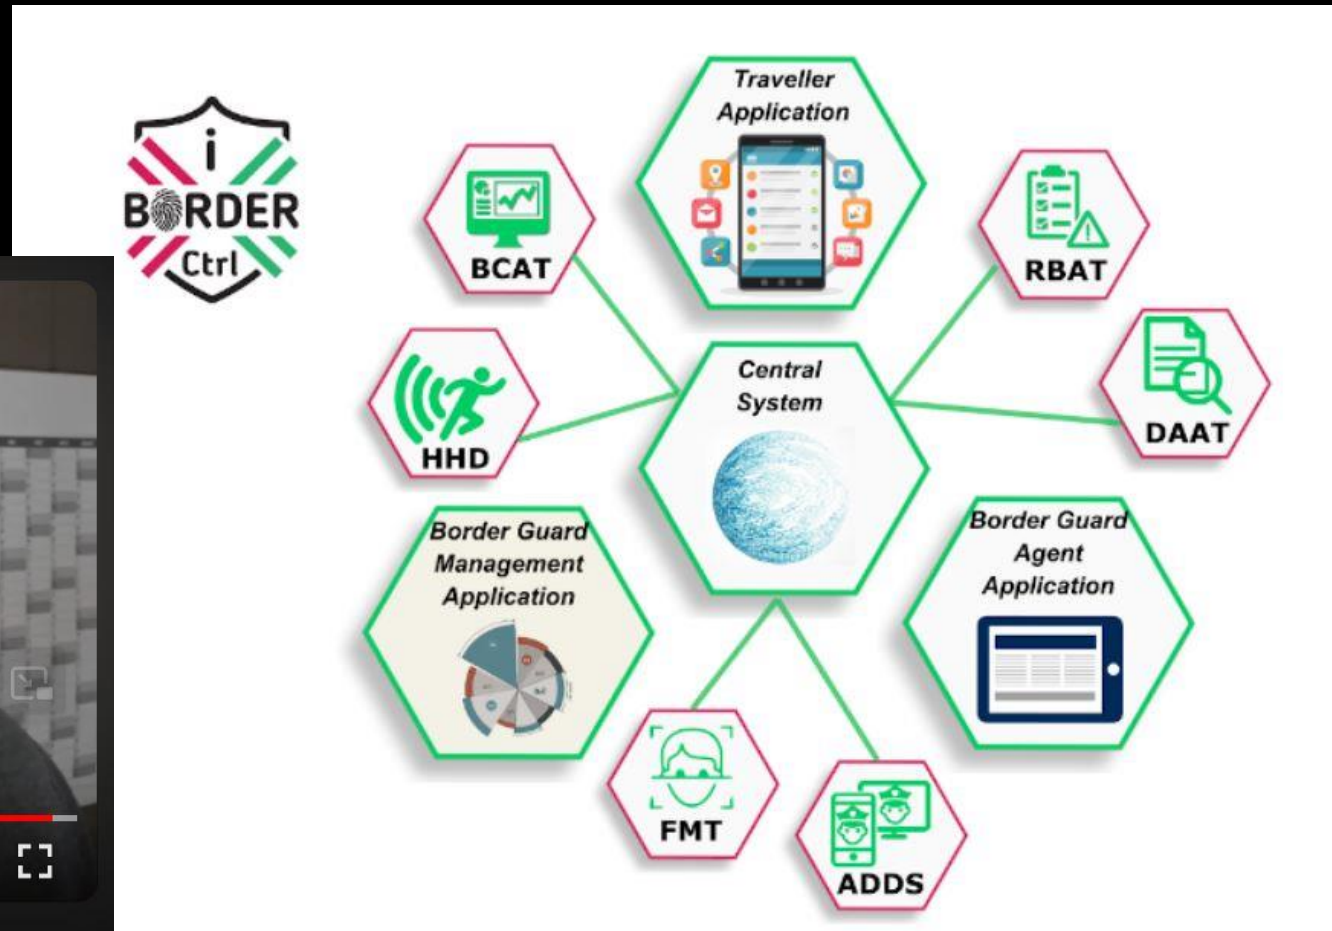 i
BORDER
Ctrl
Traveller
Application
BCAT
RBAT
HHD
Central
System
DAAT
Border Guard
Management
Application
Border Guard
Agent
Application
FMT
ADDS